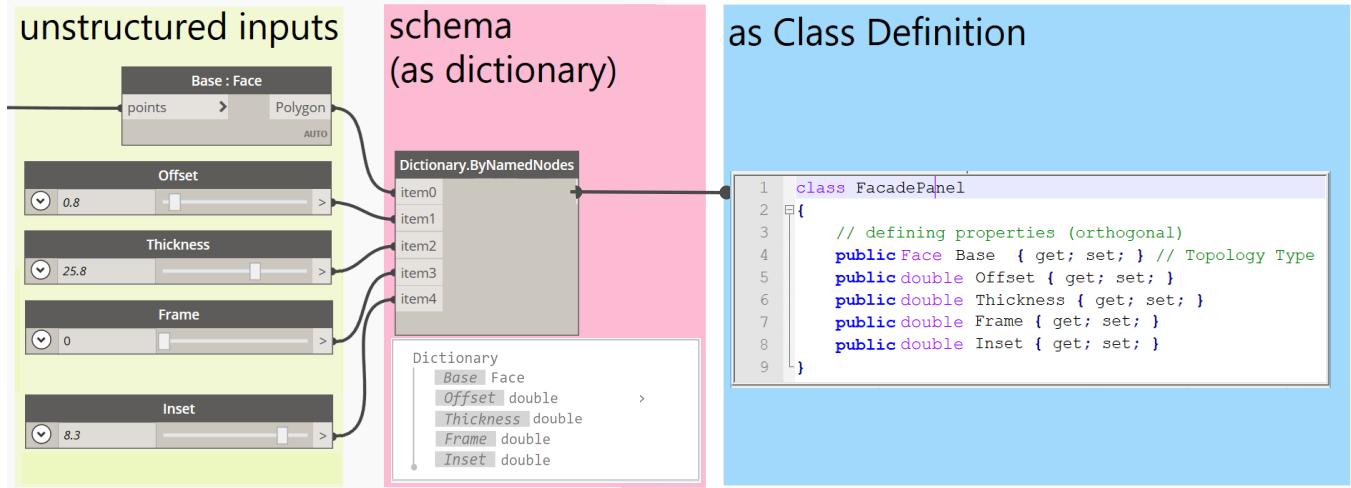 unstructured inputs
Base : Face
points > Polygon
AUTO
Offset
0.8 >
Thickness
25.8 >
Frame
0 >
Inset
8.3 >
schema
(as dictionary)
Dictionary.ByNamedNodes
item0
item1
item2
item3
item4
Dictionary
Base Face
Offset double >
Thickness double
Frame double
Inset double
as Class Definition
1 class FacadePanel
2 {
3 // defining properties (orthogonal)
4 public Face Base { get; set; } // Topology Type
5 public double Offset { get; set; }
6 public double Thickness { get; set; }
7 public double Frame { get; set; }
8 public double Inset { get; set; }
9 }